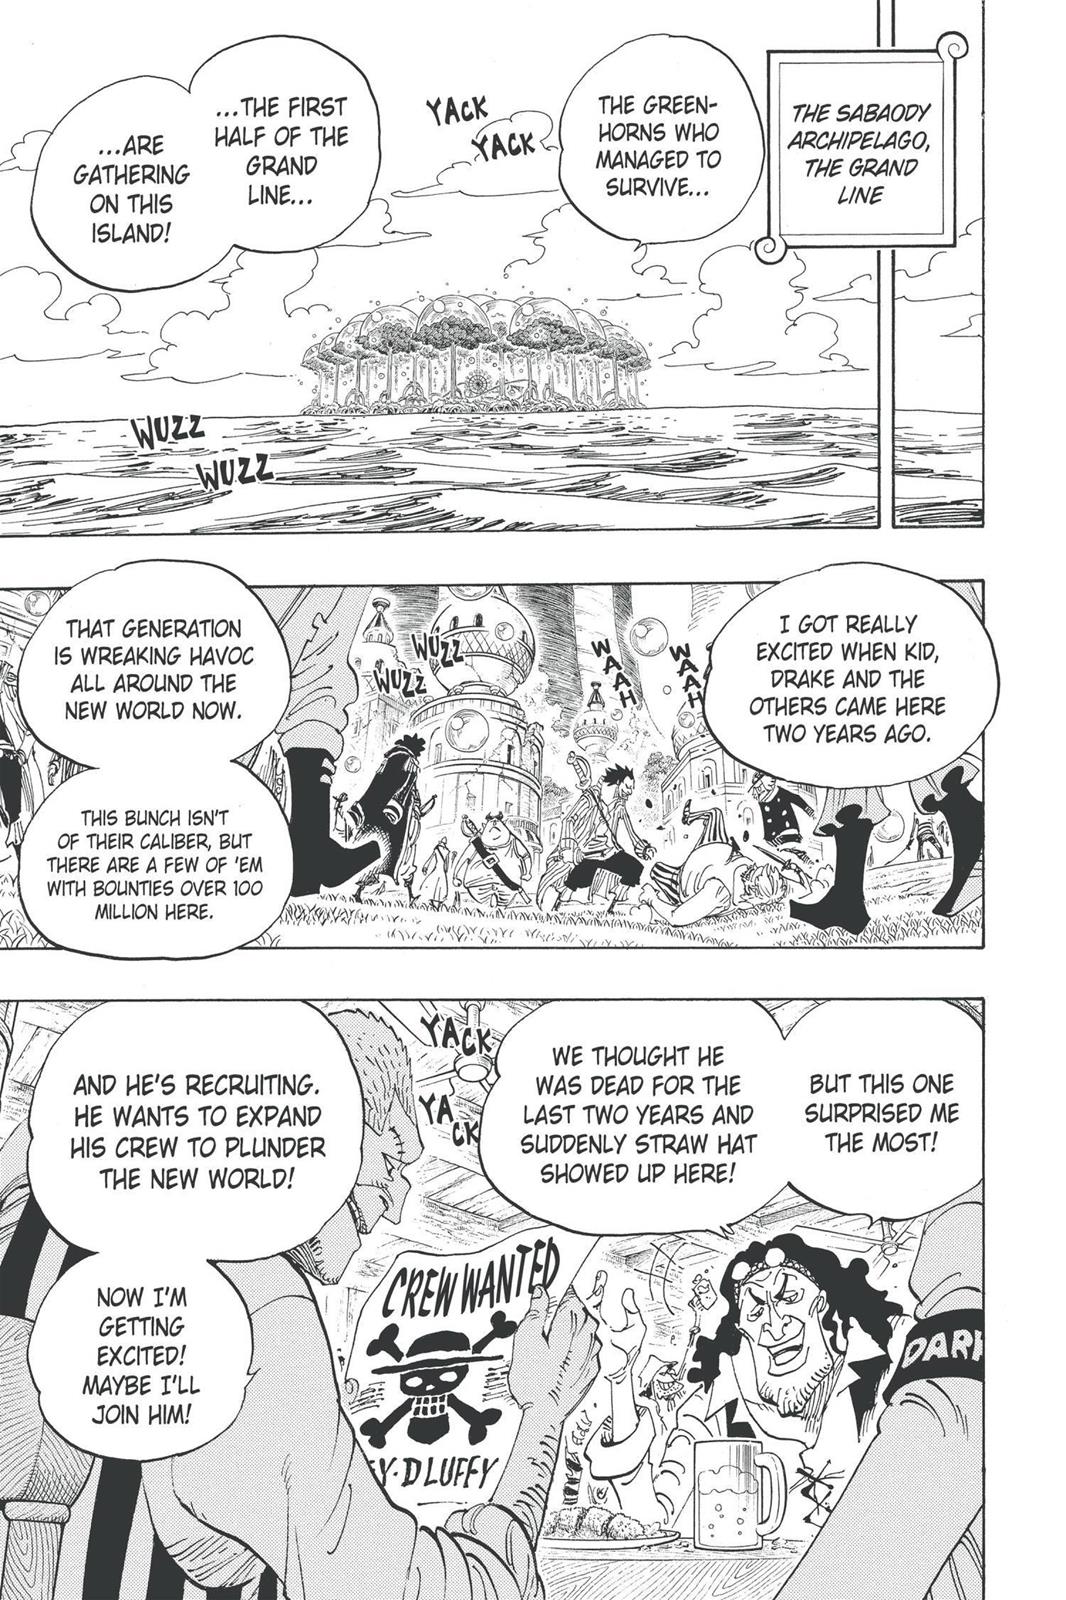 THE SABAODY
ARCHIPELAGO,
THE GRAND
LINE
THE GREEN-
HORNS WHO
MANAGED TO
SURVIVE...
YACK
YACK
...THE FIRST
HALF OF THE
GRAND
LINE...
...ARE
GATHERING
ON THIS
ISLAND!
WUZZ
WUZZ
I GOT REALLY
EXCITED WHEN KID,
DRAKE AND THE
OTHERS CAME HERE
TWO YEARS AGO.
WAAAH
WAAAH
WUZZ
WUZZ
THAT GENERATION
IS WREAKING HAVOC
ALL AROUND THE
NEW WORLD NOW.
THIS BUNCH ISN'T
OF THEIR CALIBER, BUT
THERE ARE A FEW OF 'EM
WITH BOUNTIES OVER 100
MILLION HERE.
BUT THIS ONE
SURPRISED ME
THE MOST!
WE THOUGHT HE
WAS DEAD FOR THE
LAST TWO YEARS AND
SUDDENLY STRAW HAT
SHOWED UP HERE!
YACK
YACK
AND HE'S RECRUITING.
HE WANTS TO EXPAND
HIS CREW TO PLUNDER
THE NEW WORLD!
NOW I'M
GETTING
EXCITED!
MAYBE I'LL
JOIN HIM!
CREW WANTED
EY·D LUFFY
DARK